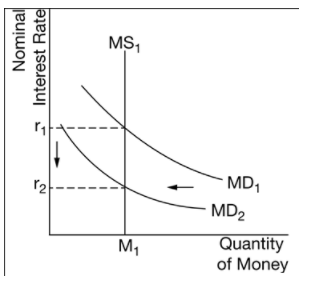 Nominal
Interest Rate
MS1
r1
r2
MD1
MD2
M1
Quantity
of Money